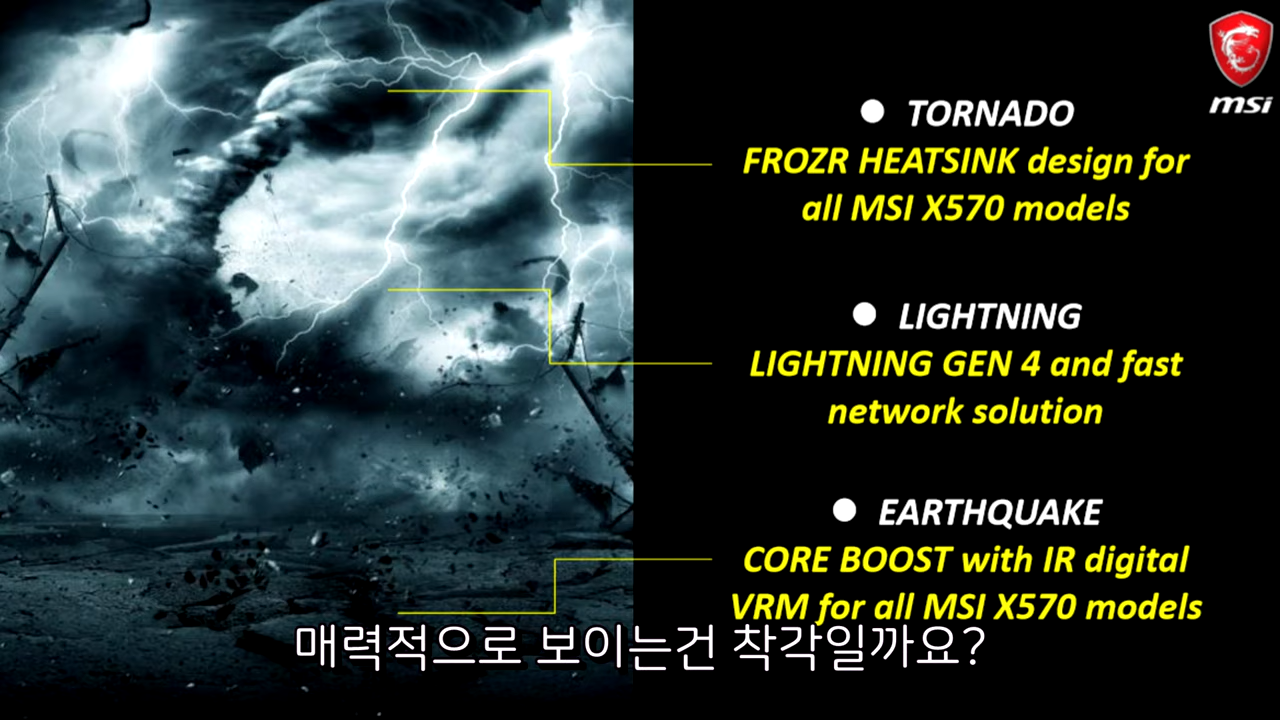 msi
● TORNADO
FROZR HEATSINK design for
all MSI X570 models
● LIGHTNING
LIGHTNING GEN 4 and fast
network solution
● EARTHQUAKE
CORE BOOST with IR digital
VRM for all MSI X570 models
매력적으로 보이는건 착각일까요?